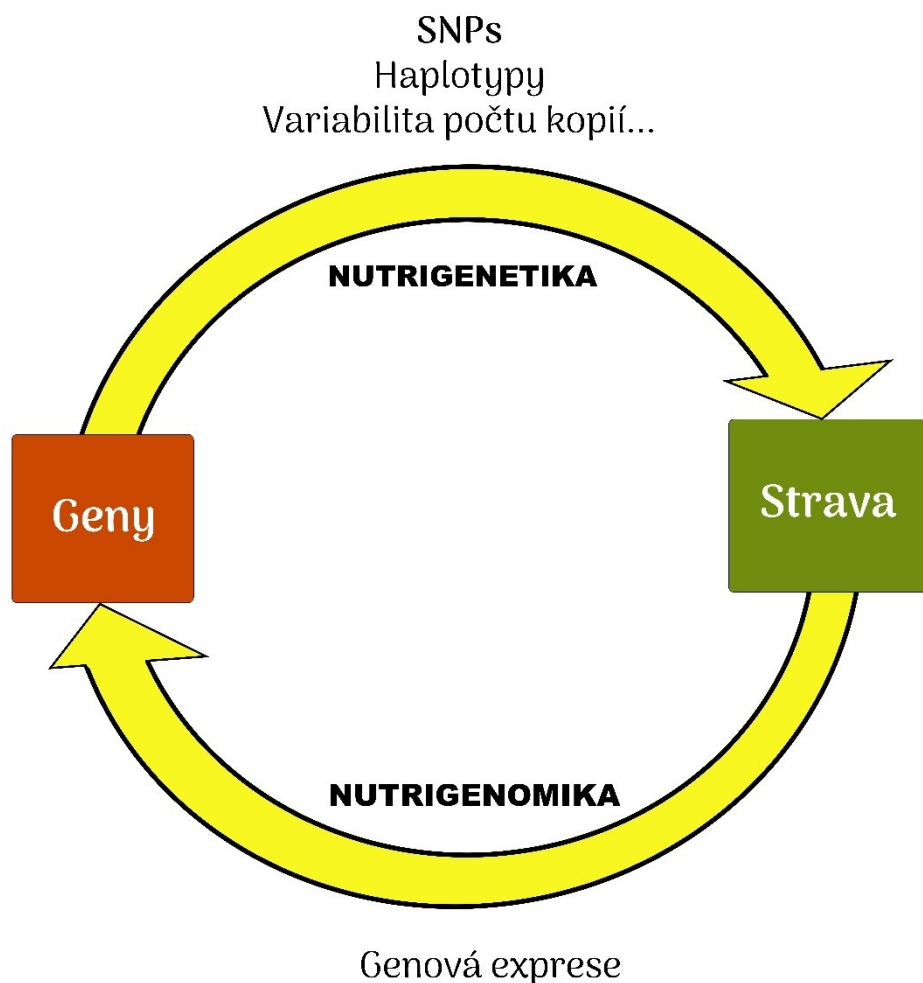 SNPs
Haplotypy
Variabilita počtu kopií...
NUTRIGENETIKA
Geny
Strava
NUTRIGENOMIKA
Genová exprese